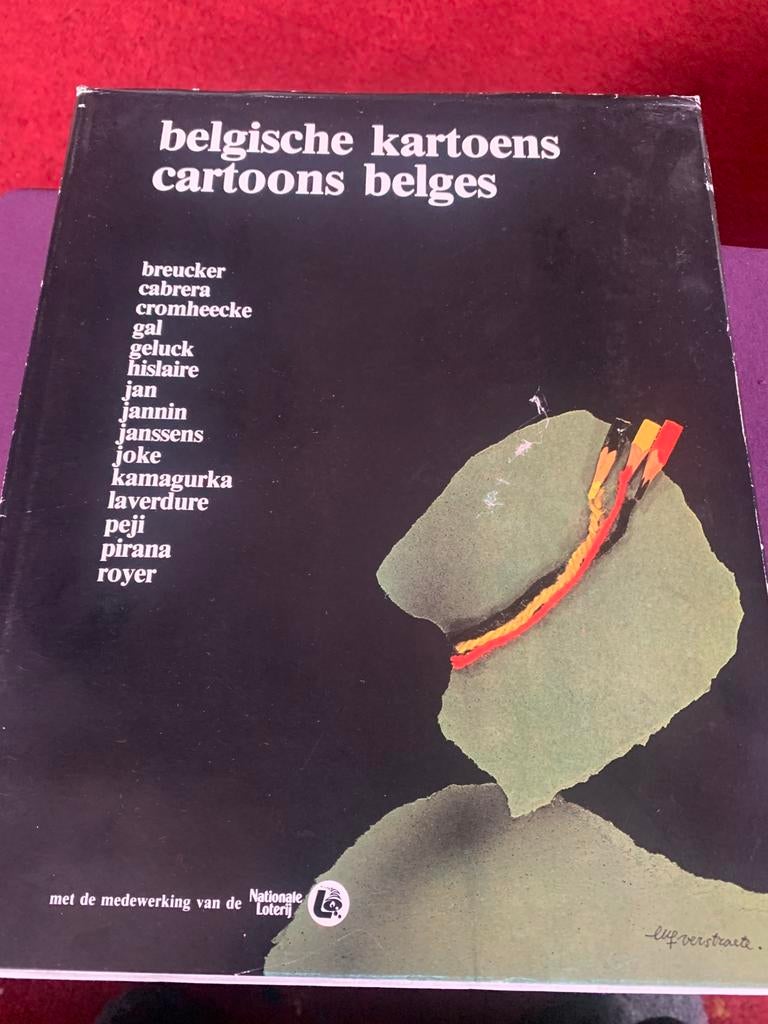 belgische kartoens
cartoons belges
breucker
cabrera
cromheecke
gal
geluck
hislaire
jan
jannin
janssens
joke
kamagurka
laverdure
peji
pirana
royer
met de medewerking van de Nationale
Loterij
verstraete.